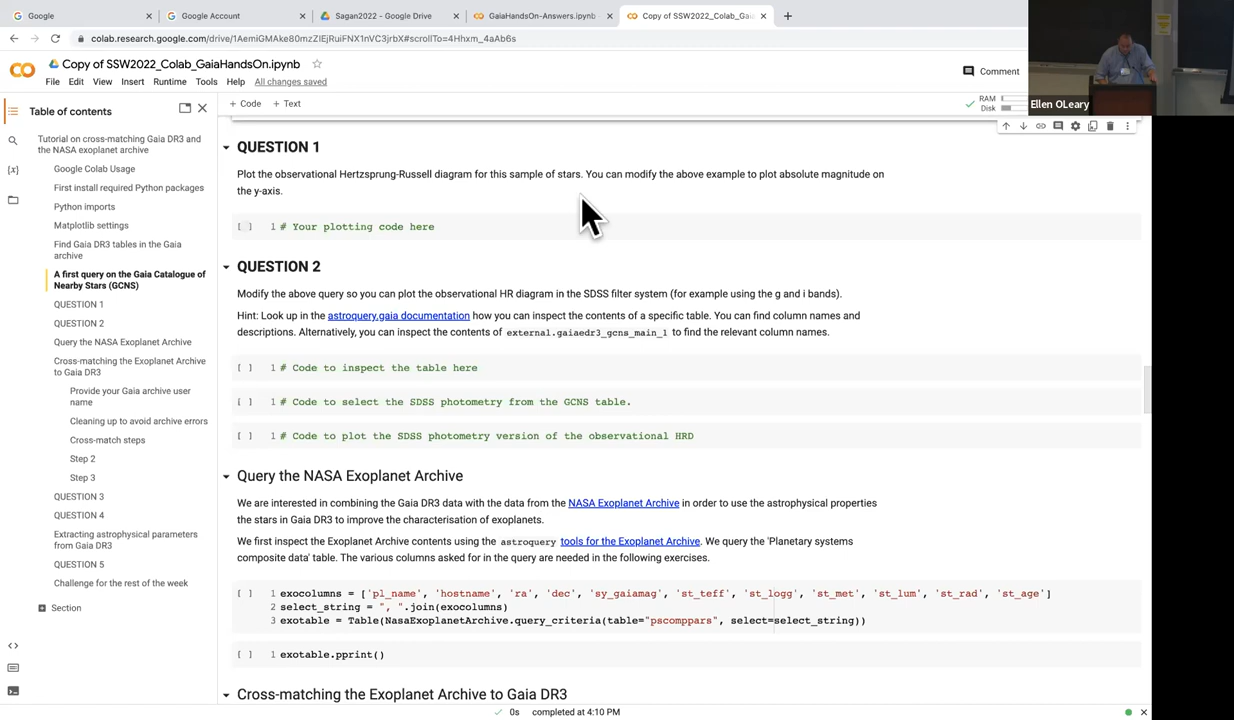 Google
Google Account
Sagan2022 - Google Drive
GaiaHandsOn-Answers.ipynb
Copy of SSW2022_Colab_Gai
colab.research.google.com/drive/1AemiGMAke80mzZIEjRuiFNX1nVC3jrbX#scrollTo=4Hhxm_4aAb6s
Copy of SSW2022_Colab_GaiaHandsOn.ipynb
File Edit View Insert Runtime Tools Help All changes saved
Comment
Ellen OLeary
Table of contents
+ Code + Text
RAM
Disk
Tutorial on cross-matching Gaia DR3 and
the NASA exoplanet archive
Google Colab Usage
First install required Python packages
Python imports
Matplotlib settings
Find Gaia DR3 tables in the Gaia
archive
A first query on the Gaia Catalogue of
Nearby Stars (GCNS)
QUESTION 1
QUESTION 2
Query the NASA Exoplanet Archive
Cross-matching the Exoplanet Archive
to Gaia DR3
Provide your Gaia archive user
name
Cleaning up to avoid archive errors
Cross-match steps
Step 2
Step 3
QUESTION 3
QUESTION 4
Extracting astrophysical parameters
from Gaia DR3
QUESTION 5
Challenge for the rest of the week
Section
QUESTION 1
Plot the observational Hertzsprung-Russell diagram for this sample of stars. You can modify the above example to plot absolute magnitude on
the y-axis.
[ ] 1 # Your plotting code here
QUESTION 2
Modify the above query so you can plot the observational HR diagram in the SDSS filter system (for example using the g and i bands).
Hint: Look up in the astroquery.gaia documentation how you can inspect the contents of a specific table. You can find column names and
descriptions. Alternatively, you can inspect the contents of external.gaiaedr3_gcns_main_1 to find the relevant column names.
[ ] 1 # Code to inspect the table here
[ ] 1 # Code to select the SDSS photometry from the GCNS table.
[ ] 1 # Code to plot the SDSS photometry version of the observational HRD
Query the NASA Exoplanet Archive
We are interested in combining the Gaia DR3 data with the data from the NASA Exoplanet Archive in order to use the astrophysical properties
the stars in Gaia DR3 to improve the characterisation of exoplanets.
We first inspect the Exoplanet Archive contents using the astroquery tools for the Exoplanet Archive. We query the 'Planetary systems
composite data' table. The various columns asked for in the query are needed in the following exercises.
[ ] 1 exocolumns = ['pl_name', 'hostname', 'ra', 'dec', 'sy_gaiamag', 'st_teff', 'st_logg', 'st_met', 'st_lum', 'st_rad', 'st_age']
2 select_string = ", ".join(exocolumns)
3 exotable = Table(NasaExoplanetArchive.query_criteria(table="pscomppars", select=select_string))
[ ] 1 exotable.pprint()
Cross-matching the Exoplanet Archive to Gaia DR3
0s completed at 4:10 PM